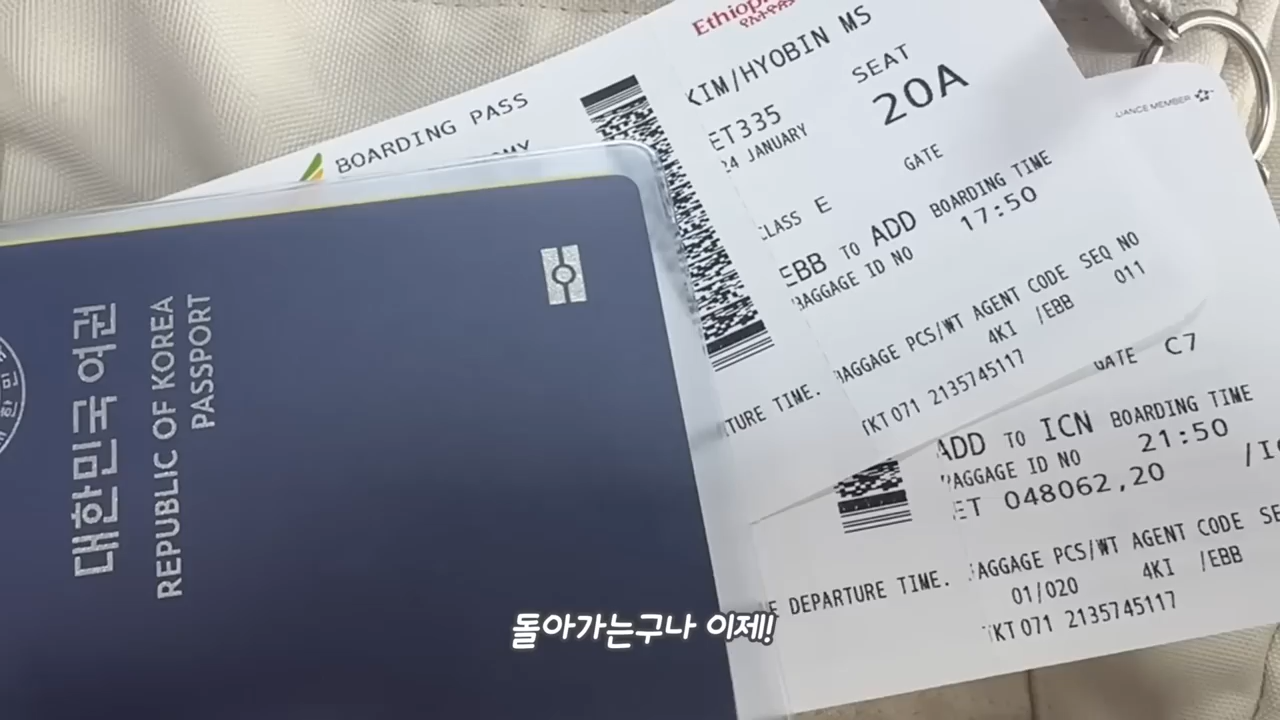 대한민국 여권
REPUBLIC OF KOREA
PASSPORT
BOARDING PASS
KIM/HYOBIN MS
SEAT
ET335
20A
24 JANUARY
GATE
CLASS E
EBB TO ADD BOARDING TIME
17:50
BAGGAGE ID NO
BAGGAGE PCS/WT AGENT CODE SEQ NO
4KI /EBB 011
TKT 071 2135745117
TURE TIME.
GATE C7
ADD TO ICN BOARDING TIME
21:50
BAGGAGE ID NO
ET 048062,20
BAGGAGE PCS/WT AGENT CODE SE
01/020 4KI /EBB
TKT 071 2135745117
E DEPARTURE TIME.
LIANCE MEMBER
돌아가는구나 이제!